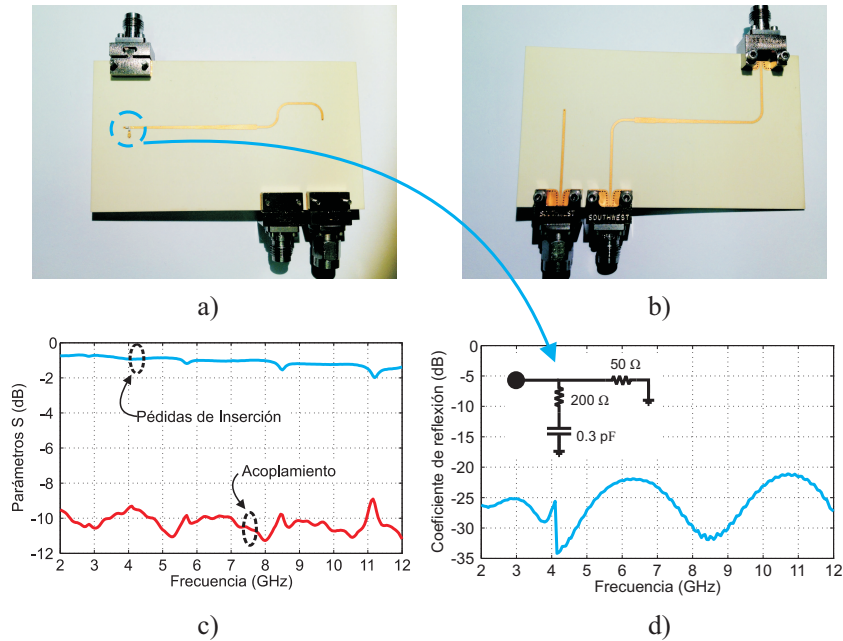 SOUTHWEST
SOUTHWEST
a)
b)
0
−2
−4
−6
−8
−10
−12
Parámetros S (dB)
Pédidas de Inserción
Acoplamiento
2 3 4 5 6 7 8 9 10 11 12
Frecuencia (GHz)
c)
0
−5
−10
−15
−20
−25
−30
−35
Coeficiente de reflexión (dB)
50 Ω
200 Ω
0.3 pF
2 3 4 5 6 7 8 9 10 11 12
Frecuencia (GHz)
d)